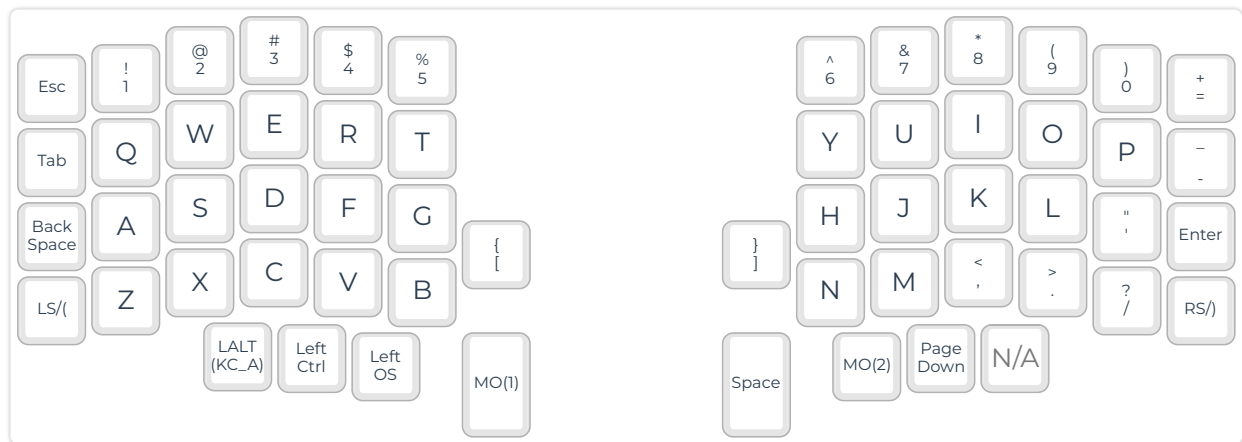 Esc
!
1
@
2
#
3
$
4
%
5
^
6
&
7
*
8
(
9
)
0
+
=
Tab
Q
W
E
R
T
Y
U
I
O
P
_
-
Back
Space
A
S
D
F
G
{
[
}
]
H
J
K
L
"
'
Enter
LS/(
Z
X
C
V
B
N
M
<
,
>
.
?
/
RS/)
LALT
(KC_A)
Left
Ctrl
Left
OS
MO(1)
Space
MO(2)
Page
Down
N/A